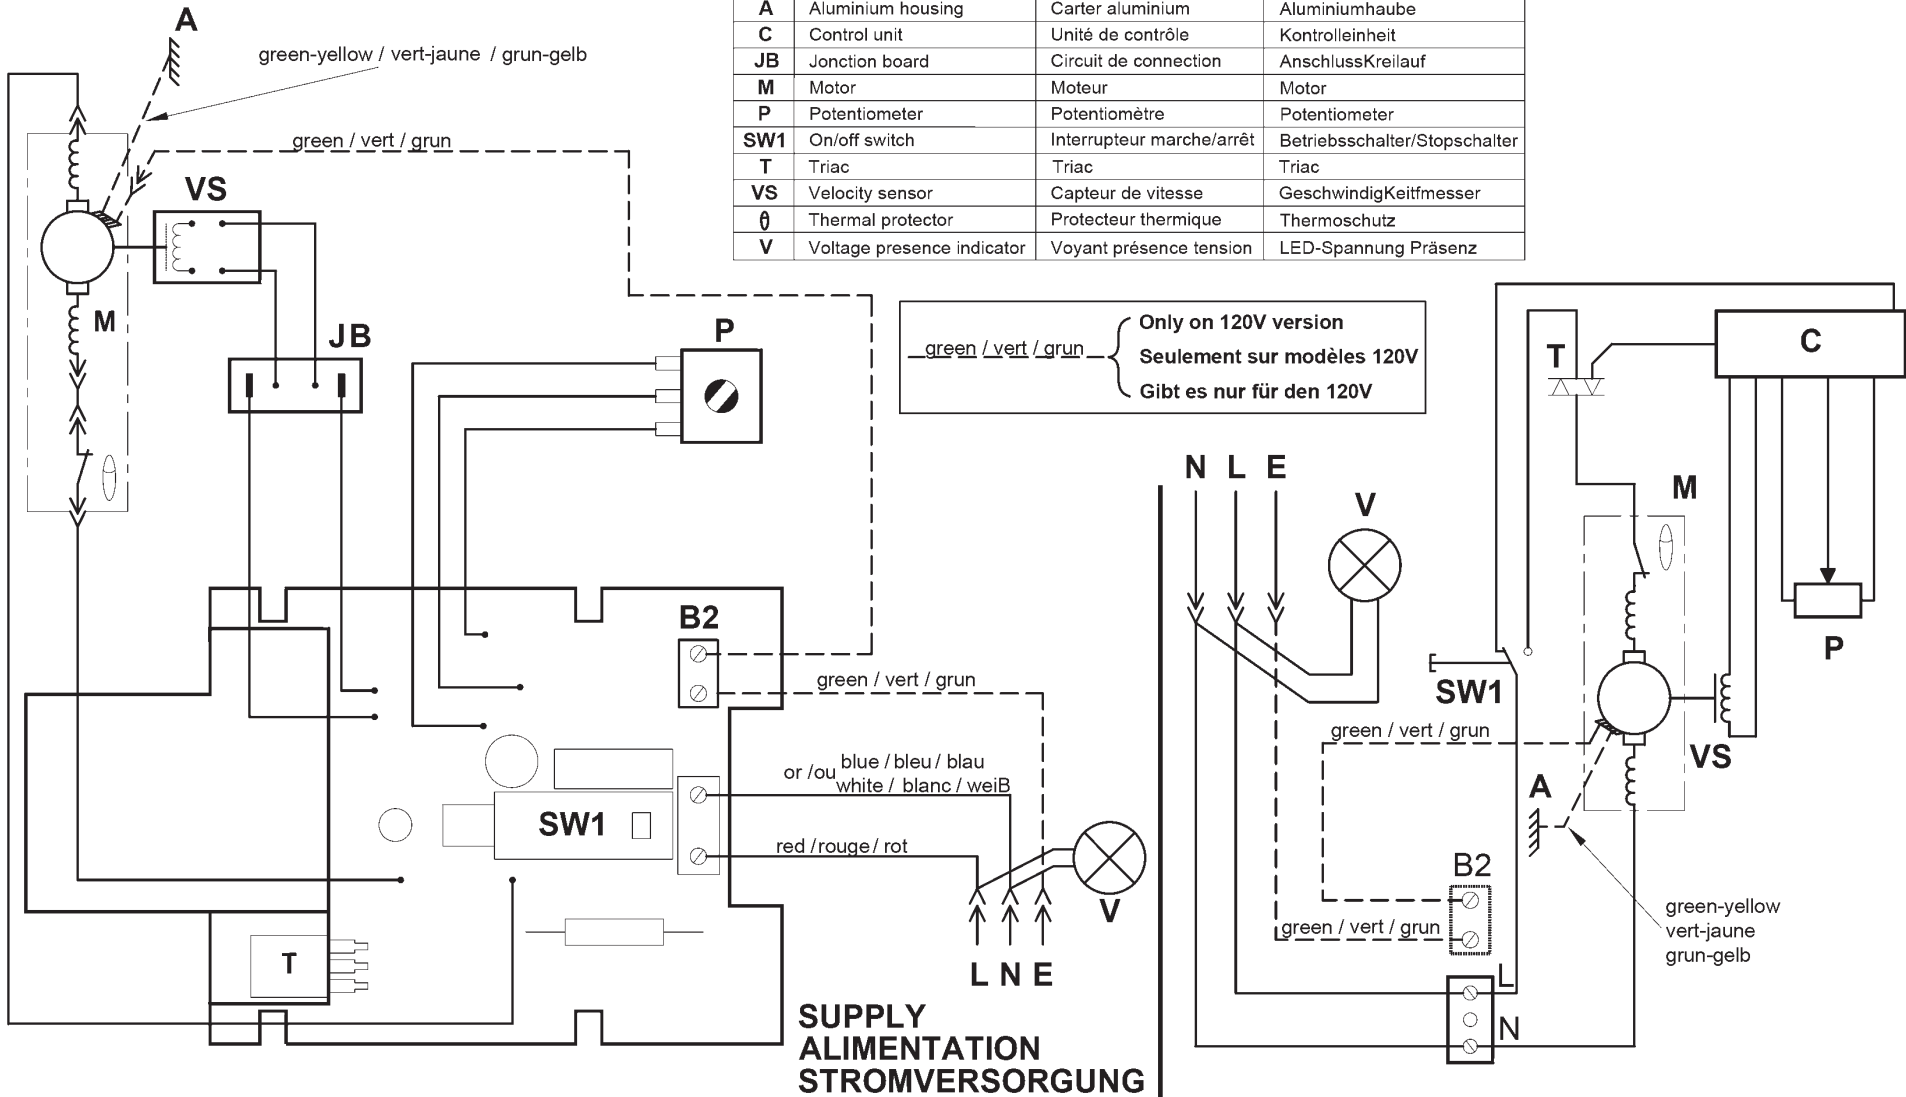 A Aluminium housing Carter aluminium Aluminiumhaube
C Control unit Unité de contrôle Kontrolleinheit
JB Jonction board Circuit de connection AnschlussKreilauf
M Motor Moteur Motor
P Potentiometer Potentiomètre Potentiometer
SW1 On/off switch Interrupteur marche/arrêt Betriebsschalter/Stopschalter
T Triac Triac Triac
VS Velocity sensor Capteur de vitesse GeschwindigKeitfmesser
θ Thermal protector Protecteur thermique Thermoschutz
V Voltage presence indicator Voyant présence tension LED-Spannung Präsenz
A
green-yellow / vert-jaune / grun-gelb
green / vert / grun
VS
M
JB
P
B2
green / vert / grun
or /ou
blue / bleu / blau
white / blanc / weiB
SW1
red / rouge / rot
V
T
L N E
SUPPLY
ALIMENTATION
STROMVERSORGUNG
green / vert / grun
Only on 120V version
Seulement sur modèles 120V
Gibt es nur für den 120V
C
T
N L E
V
M
P
SW1
green / vert / grun
VS
A
B2
green / vert / grun
green-yellow
vert-jaune
grun-gelb
L
N